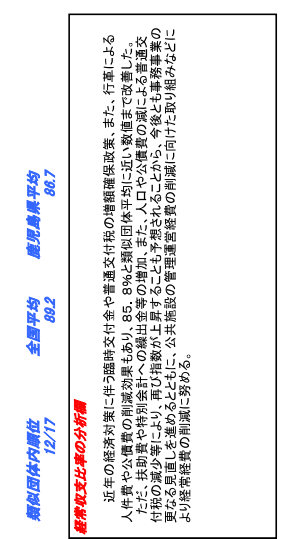 類似団体内順位 全国平均 鹿児島県平均
12/17 89.2 86.7
経常収支比率の分析欄
近年の経済対策に伴う臨時交付金や普通交付税の増額確保政策、また、行革による
人件費や公債費の削減効果もあり、85．8％と類似団体平均に近い数値まで改善した。
ただ、扶助費や特別会計への繰出金等の増加、また、人口や公債費の減による普通交
付税の減少等により、再び指数が上昇することも予想されることから、今後とも事務事業の
更なる見直しを進めるとともに、公共施設の管理運営経費の削減に向けた取り組みなどに
より経常経費の削減に努める。